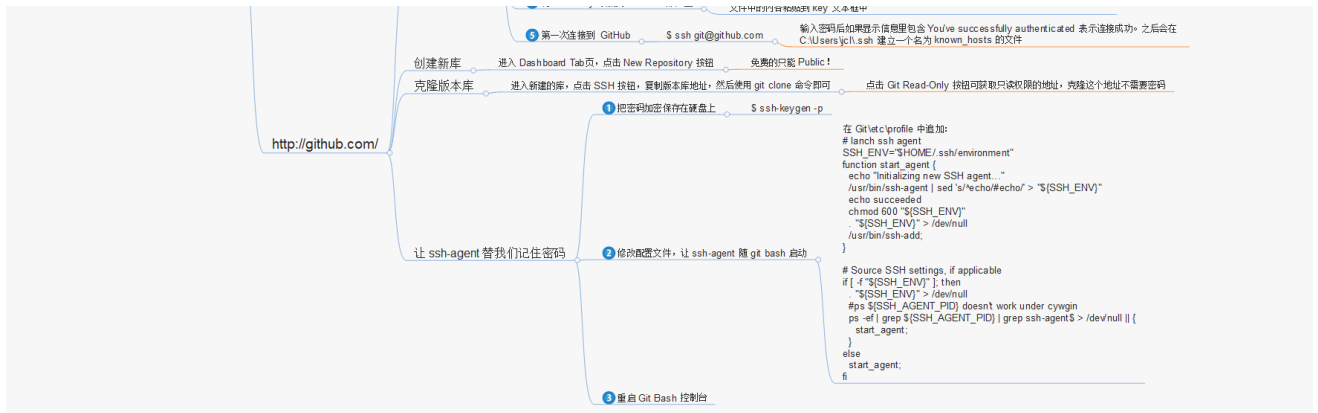 文件中的内容粘贴到 key 文本框中
5 第一次连接到 GitHub
$ ssh git@github.com
输入密码后如果显示信息里包含 You've successfully authenticated 表示连接成功。之后会在
C:\Users\jcl\.ssh 建立一个名为 known_hosts 的文件
创建新库
进入 Dashboard Tab页，点击 New Repository 按钮
免费的只能 Public！
克隆版本库
进入新建的库，点击 SSH 按钮，复制版本库地址，然后使用 git clone 命令即可
点击 Git Read-Only 按钮可获取只读权限的地址，克隆这个地址不需要密码
http://github.com/
让 ssh-agent 替我们记住密码
1 把密码加密保存在硬盘上
$ ssh-keygen -p
2 修改配置文件，让 ssh-agent 随 git bash 启动
在 Git\etc\profile 中追加：
# lanch ssh agent
SSH_ENV="$HOME/.ssh/environment"
function start_agent {
echo "Initializing new SSH agent..."
/usr/bin/ssh-agent | sed 's/^echo/#echo/' > "${SSH_ENV}"
echo succeeded
chmod 600 "${SSH_ENV}"
. "${SSH_ENV}" > /dev/null
/usr/bin/ssh-add;
}
# Source SSH settings, if applicable
if [ -f "${SSH_ENV}" ]; then
. "${SSH_ENV}" > /dev/null
#ps ${SSH_AGENT_PID} doesn't work under cywgin
ps -ef | grep ${SSH_AGENT_PID} | grep ssh-agent$ > /dev/null || {
start_agent;
}
else
start_agent;
fi
3 重启 Git Bash 控制台